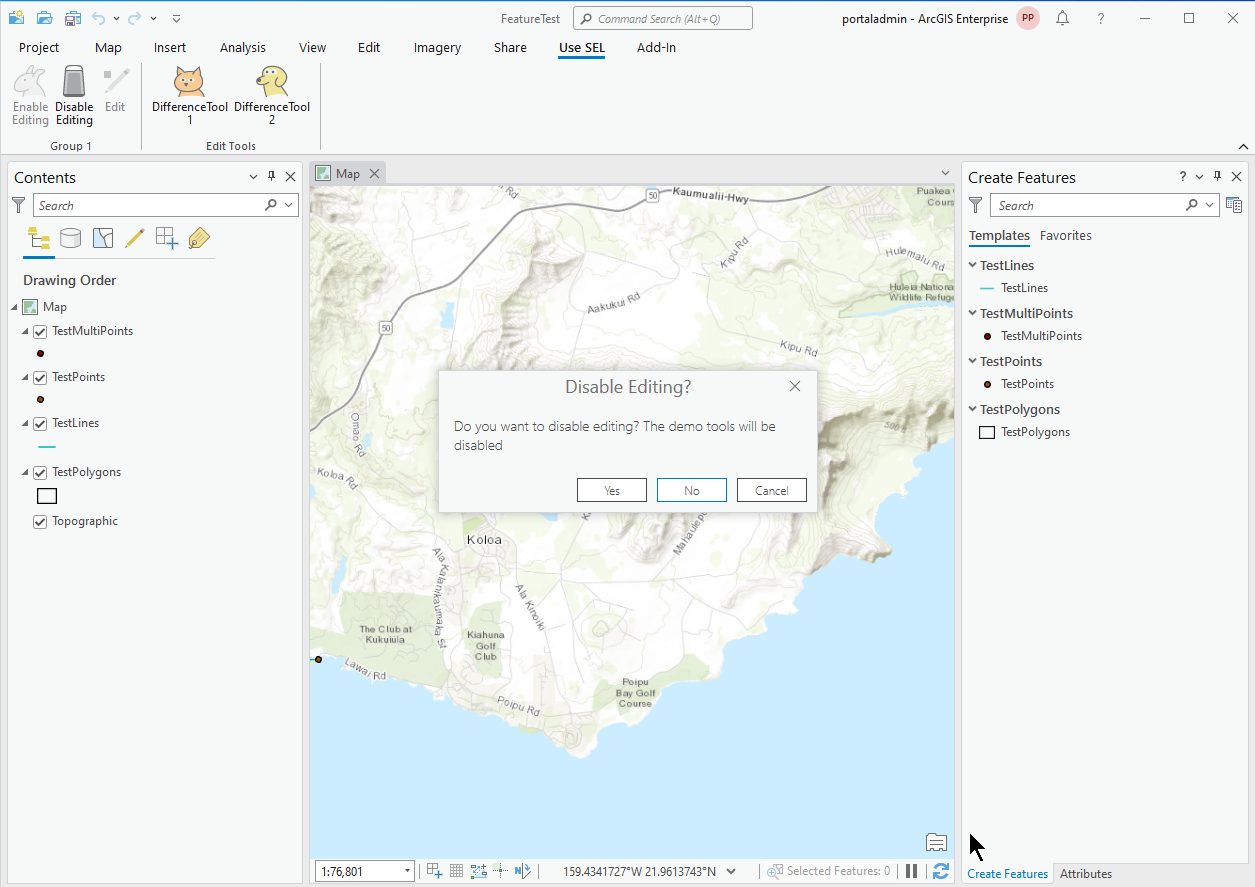 FeatureTest
Command Search (Alt+Q)
portaladmin - ArcGIS Enterprise
PP
?
Project
Map
Insert
Analysis
View
Edit
Imagery
Share
Use SEL
Add-In
Enable
Editing
Disable
Editing
Edit
Group 1
DifferenceTool
1
DifferenceTool
2
Edit Tools
Contents
Search
Drawing Order
Map
TestMultiPoints
TestPoints
TestLines
TestPolygons
Topographic
Map
50
Kaumualii-Hwy
Puakea
Cours
Kipu Rd
Hulemalu Rd
Huleia Nationa
Wildlife Refuge
Aakukui Rd
50
Kipu Rd
Omao Rd
500 ft
Koloa Rd
Disable Editing?
Do you want to disable editing? The demo tools will be
disabled
Yes
No
Cancel
Koloa
Ala Kalanikaumaka St
Ala Kinoiki
The Club at
Kukuiula
Kiahuna
Golf
Club
Lawai Rd
Poipu Rd
Poipu
Bay Golf
Course
1:76,801
159.4341727°W 21.9613743°N
Selected Features: 0
Create Features
?
Search
Templates
Favorites
TestLines
TestLines
TestMultiPoints
TestMultiPoints
TestPoints
TestPoints
TestPolygons
TestPolygons
Create Features
Attributes